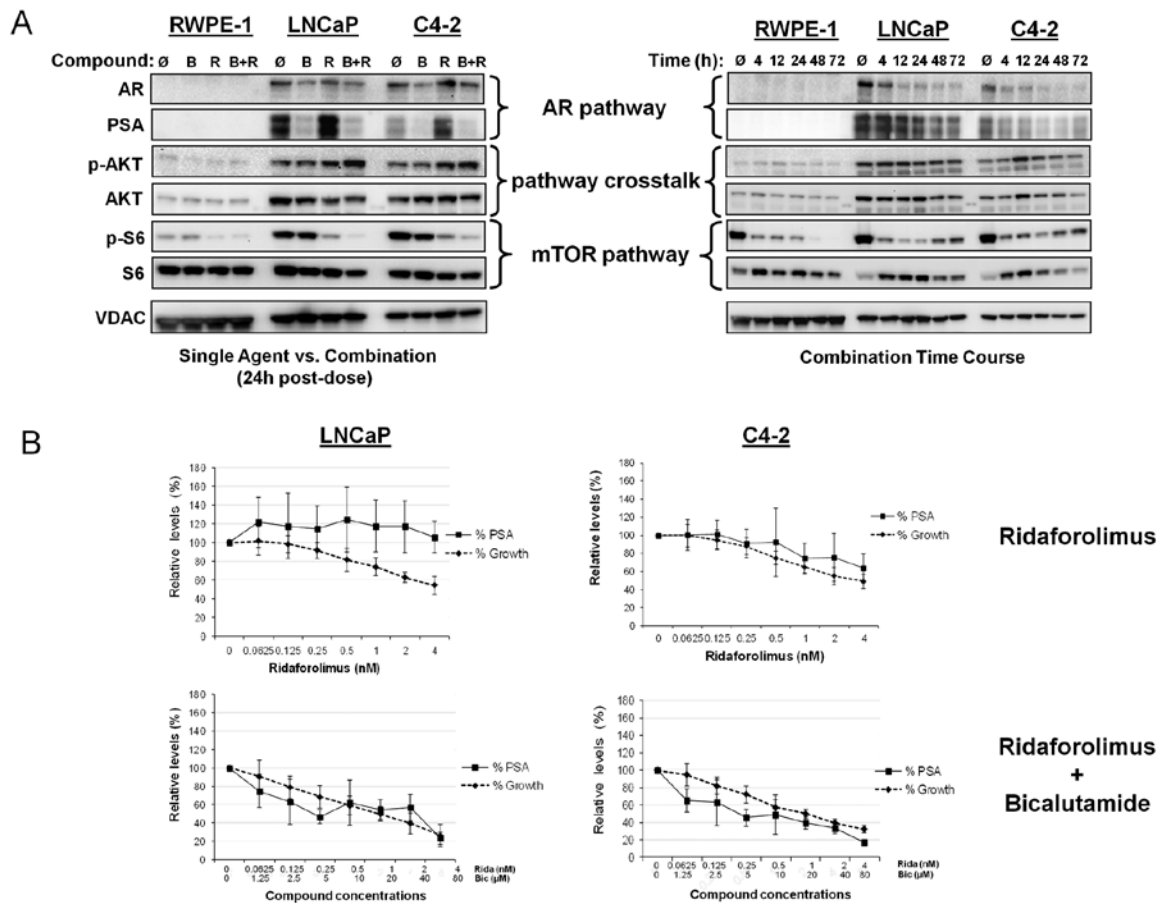 A
RWPE-1 LNCaP C4-2
Compound: Ø B R B+R Ø B R B+R Ø B R B+R
AR
PSA
p-AKT
AKT
p-S6
S6
VDAC
Single Agent vs. Combination
(24h post-dose)
AR pathway
pathway crosstalk
mTOR pathway
RWPE-1 LNCaP C4-2
Time (h): Ø 4 12 24 48 72 Ø 4 12 24 48 72 Ø 4 12 24 48 72
Combination Time Course
B
LNCaP
Relative levels (%)
180
160
140
120
100
80
60
40
20
0
0 0.0625 0.125 0.25 0.5 1 2 4
Ridaforolimus (nM)
% PSA
% Growth
C4-2
Relative levels (%)
180
160
140
120
100
80
60
40
20
0
0 0.0625 0.125 0.25 0.5 1 2 4
Ridaforolimus (nM)
% PSA
% Growth
Ridaforolimus
Relative levels (%)
180
160
140
120
100
80
60
40
20
0
0 0.0625 0.125 0.25 0.5 1 2 4 Rida (nM)
0 1.25 2.5 5 10 20 40 80 Bic (µM)
Compound concentrations
% PSA
% Growth
Relative levels (%)
180
160
140
120
100
80
60
40
20
0
0 0.0625 0.125 0.25 0.5 1 2 4 Rida (nM)
0 1.25 2.5 5 10 20 40 80 Bic (µM)
Compound concentrations
% PSA
% Growth
Ridaforolimus
+
Bicalutamide